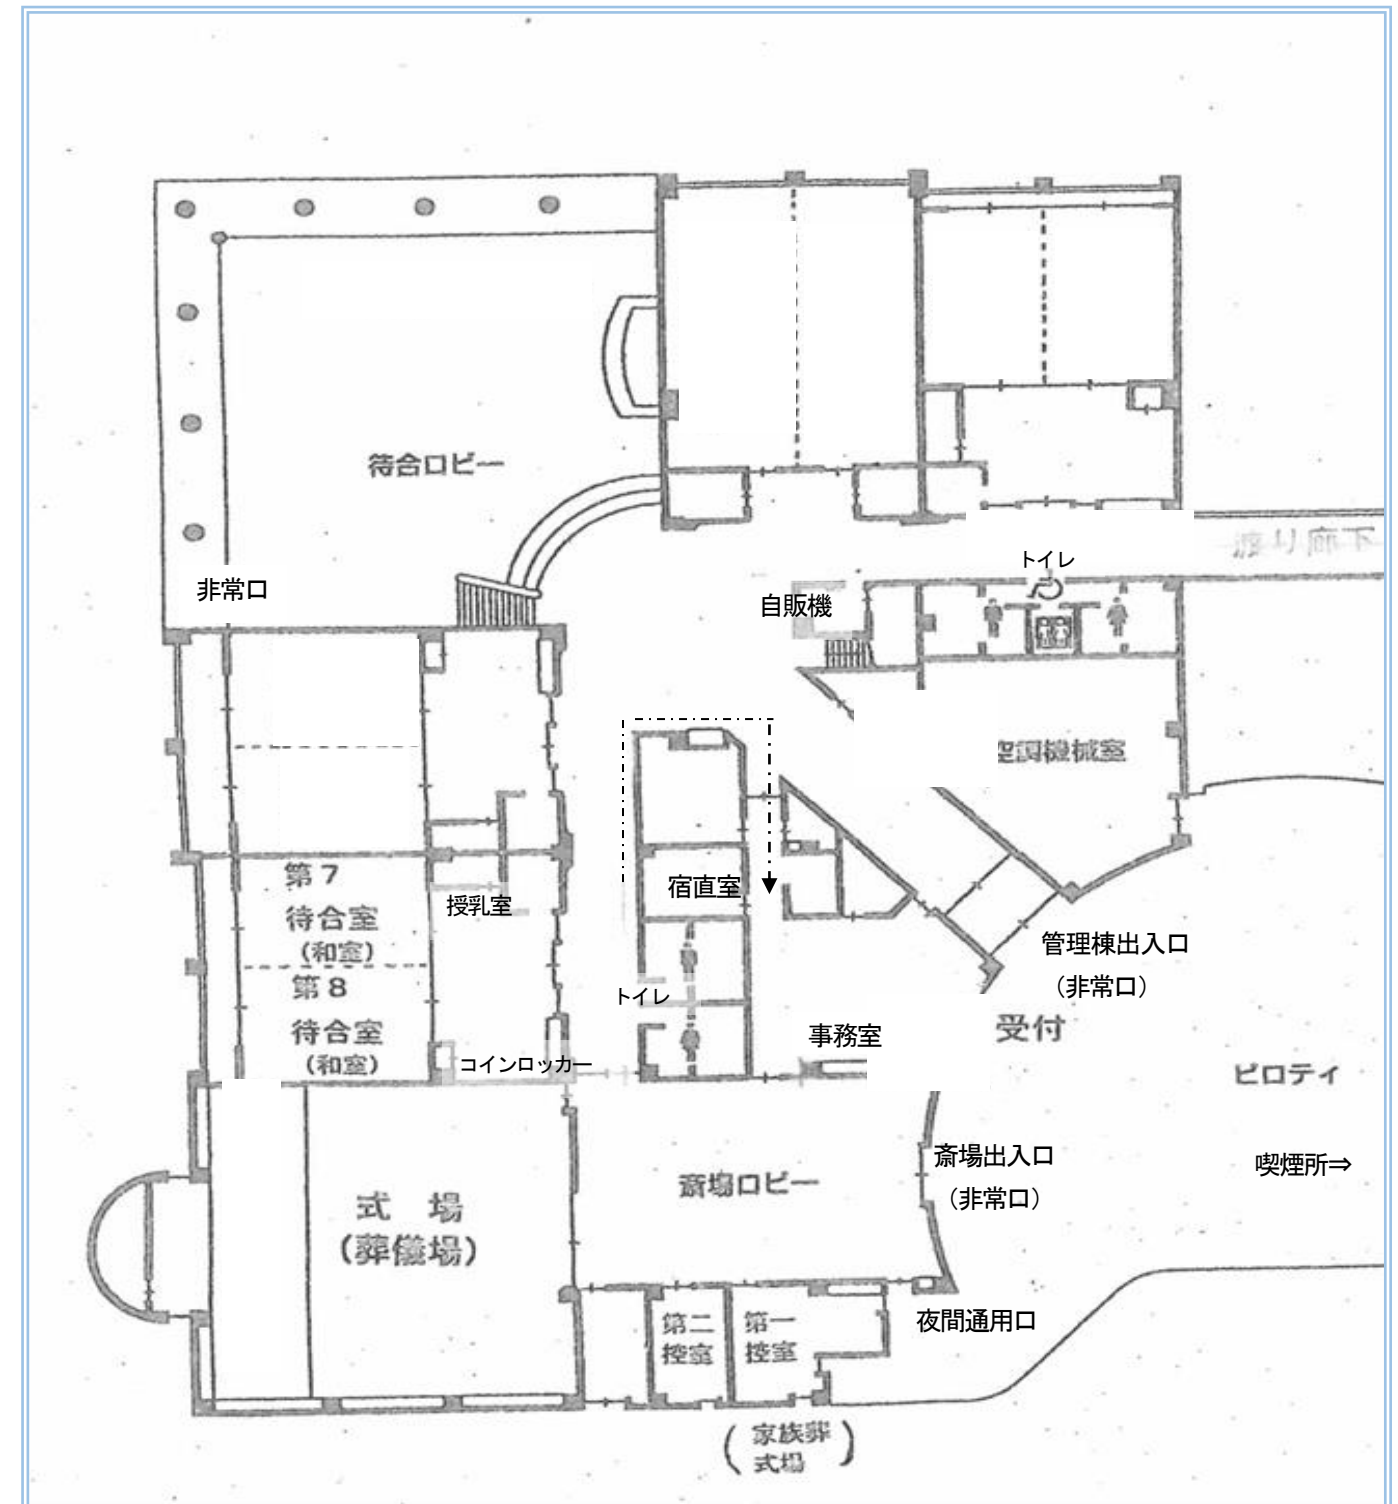 待合ロビー
渡り廊下
トイレ
非常口
自販機
空調機械室
第7
待合室
(和室)
授乳室
宿直室
第8
待合室
(和室)
トイレ
コインロッカー
管理棟出入口
（非常口）
事務室
受付
ピロティ
斎場出入口
（非常口）
喫煙所⇒
斎場ロビー
式 場
(葬儀場)
夜間通用口
第二
控室
第一
控室
(家族葬
式場)